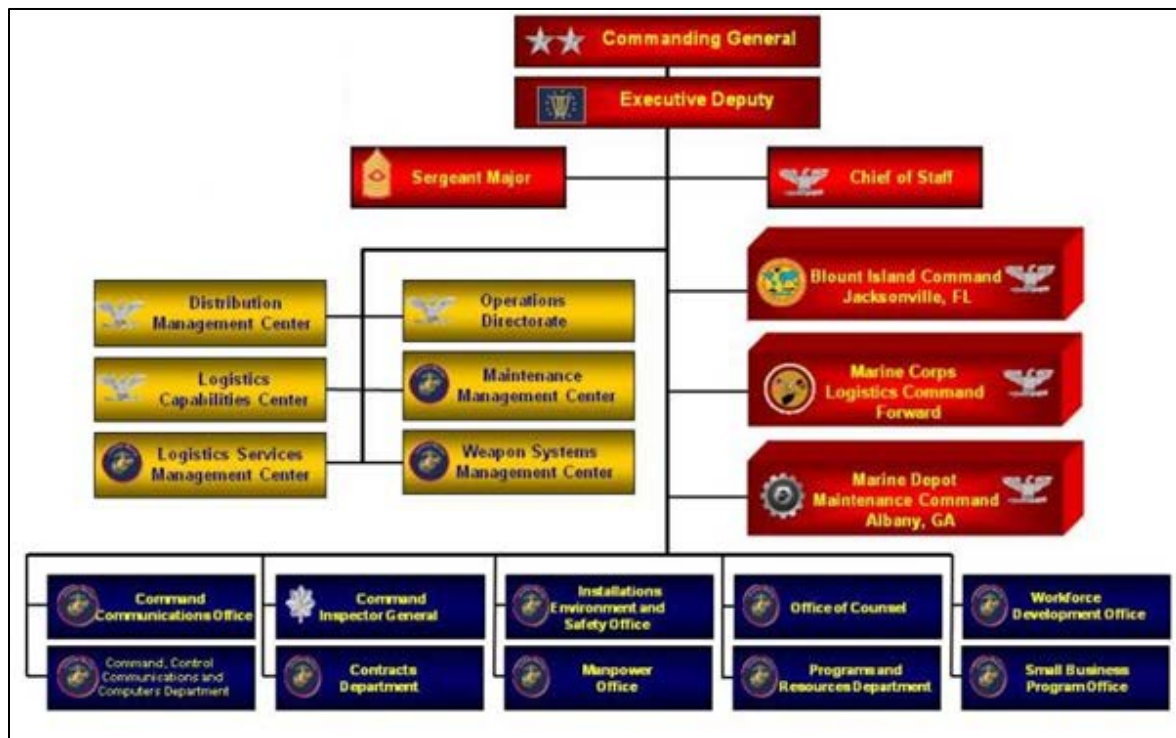 Commanding General
Executive Deputy
Sergeant Major
Chief of Staff
Blount Island Command
Jacksonville, FL
Distribution
Management Center
Operations
Directorate
Logistics
Capabilities Center
Maintenance
Management Center
Marine Corps
Logistics Command
Forward
Logistics Services
Management Center
Weapon Systems
Management Center
Marine Depot
Maintenance Command
Albany, GA
Command
Communications Office
Command
Inspector General
Installations
Environment and
Safety Office
Office of Counsel
Workforce
Development Office
Command, Control
Communications and
Computers Department
Contracts
Department
Manpower
Office
Programs and
Resources Department
Small Business
Program Office